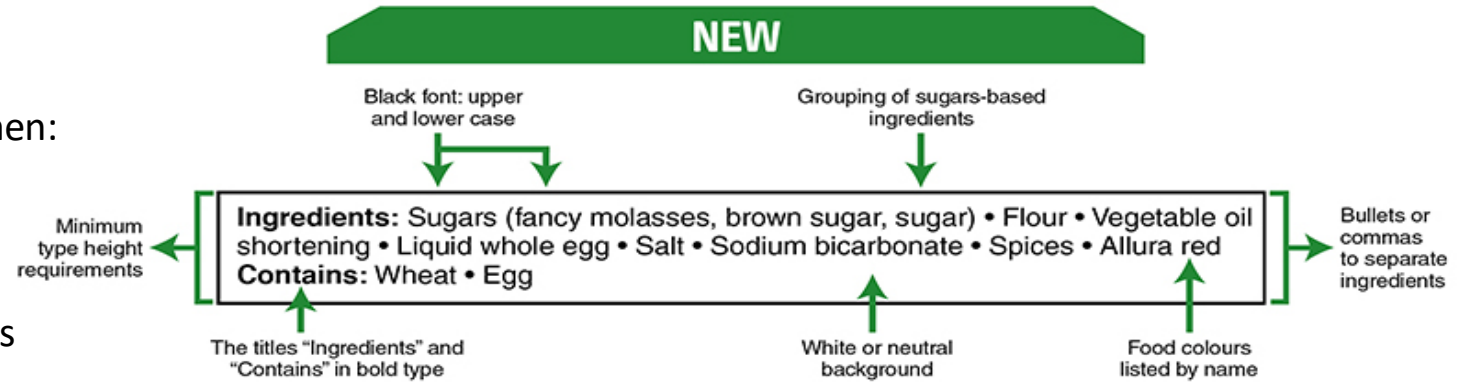 NEW
Black font: upper
and lower case
Grouping of sugars-based
ingredients
nen:
Minimum
type height
requirements
Ingredients: Sugars (fancy molasses, brown sugar, sugar) • Flour • Vegetable oil
shortening • Liquid whole egg • Salt • Sodium bicarbonate • Spices • Allura red
Contains: Wheat • Egg
Bullets or
commas
to separate
ingredients
s
The titles “Ingredients” and
“Contains” in bold type
White or neutral
background
Food colours
listed by name